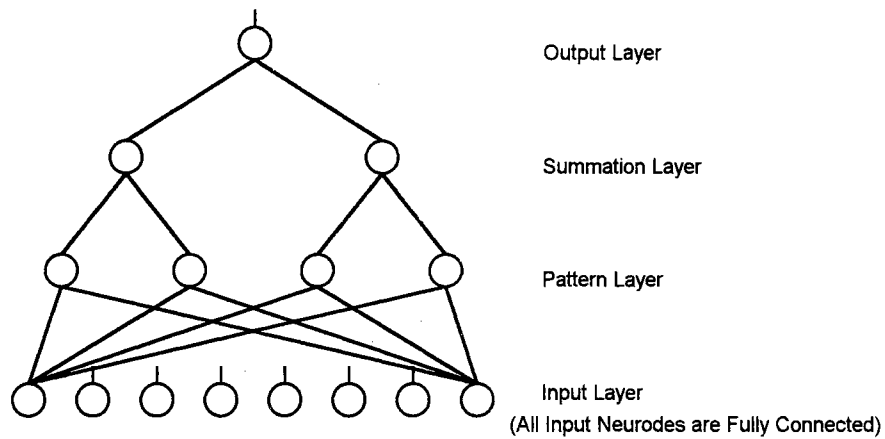 Output Layer
Summation Layer
Pattern Layer
Input Layer
(All Input Neurodes are Fully Connected)